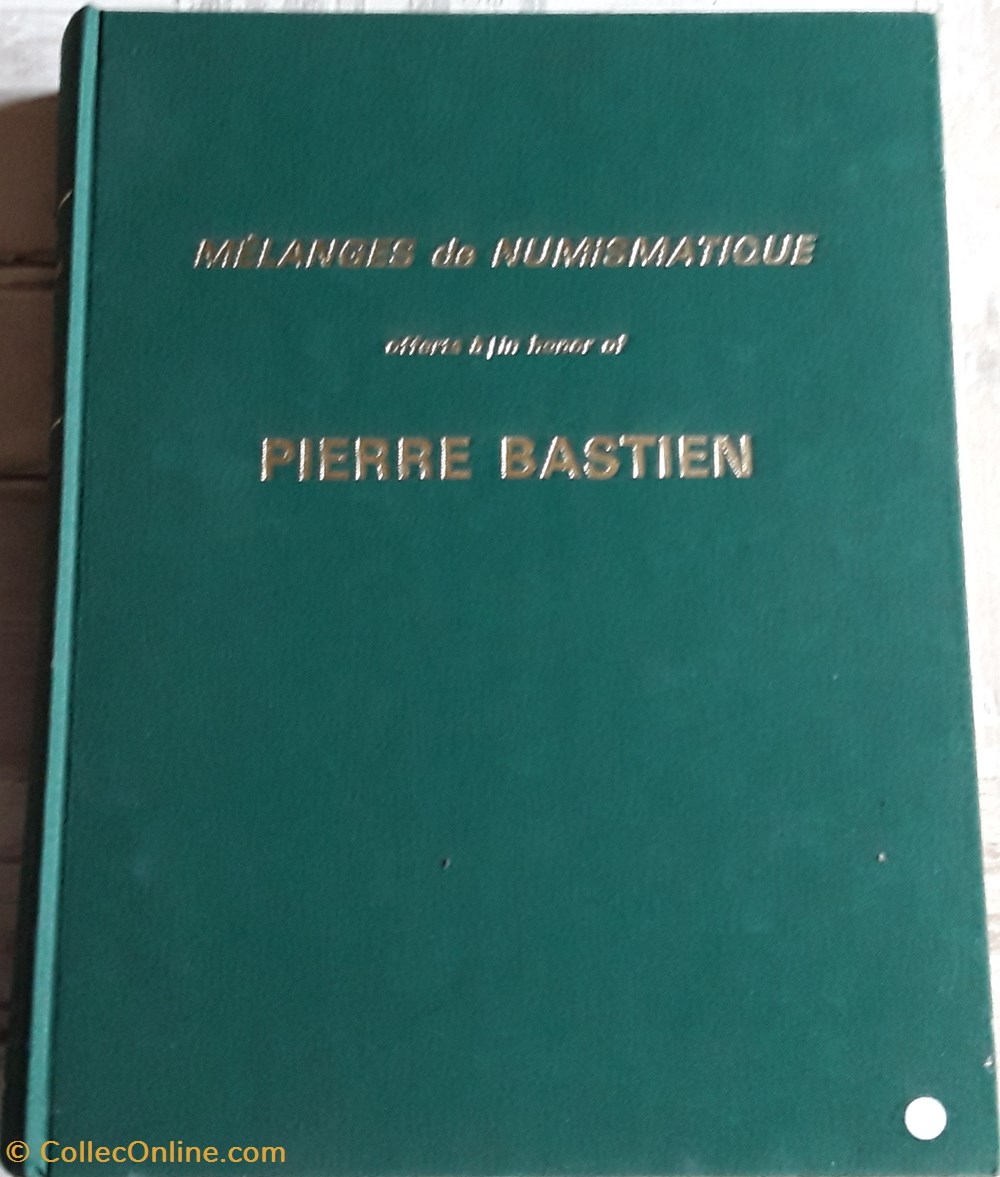 MÉLANGES de NUMISMATIQUE
offerts à/in honor of
PIERRE BASTIEN
© CollecOnline.com